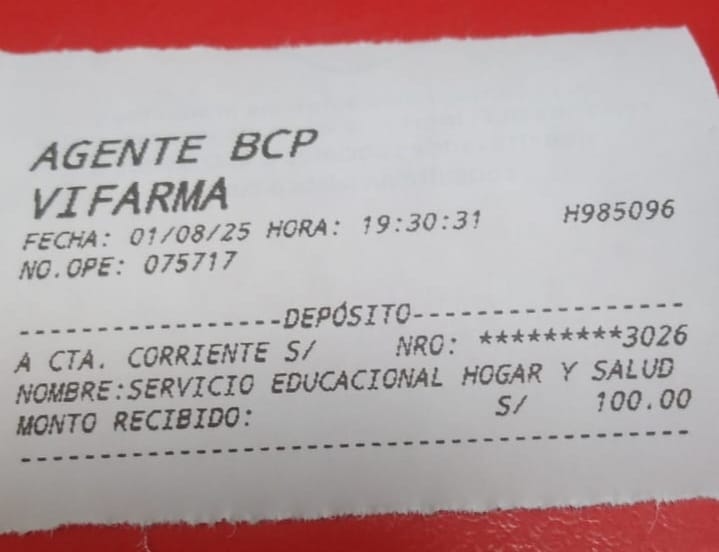 AGENTE BCP
VIFARMA
FECHA: 01/08/25 HORA: 19:30:31 H985096
NO.OPE: 075717
------------------DEPÓSITO------------------
A CTA. CORRIENTE S/ NRO: *********3026
NOMBRE:SERVICIO EDUCACIONAL HOGAR Y SALUD
MONTO RECIBIDO: S/ 100.00
--------------------------------------------